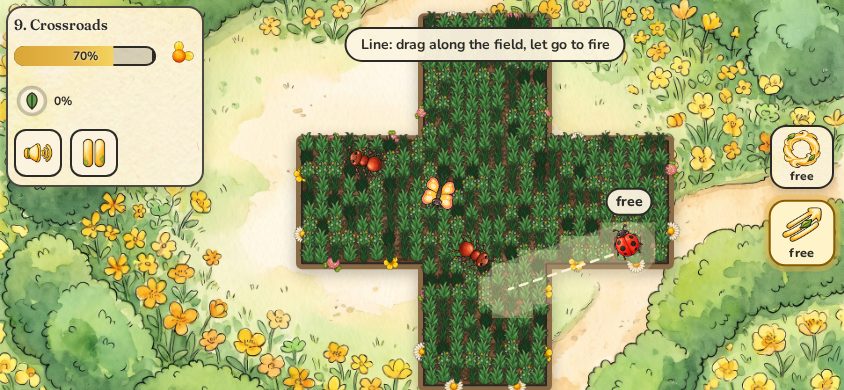 9. Crossroads
70%
0%
Line: drag along the field, let go to fire
free
free
free